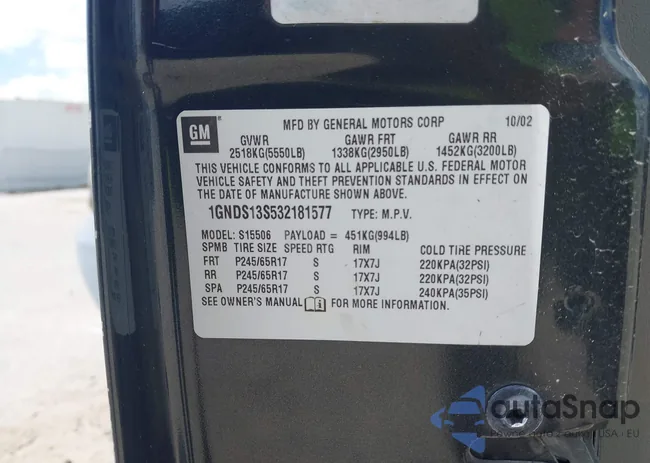 GM
MFD BY GENERAL MOTORS CORP 10/02
GVWR GAWR FRT GAWR RR
2518KG(5550LB) 1338KG(2950LB) 1452KG(3200LB)
THIS VEHICLE CONFORMS TO ALL APPLICABLE U.S. FEDERAL MOTOR
VEHICLE SAFETY AND THEFT PREVENTION STANDARDS IN EFFECT ON
THE DATE OF MANUFACTURE SHOWN ABOVE.
1GNDS13S532181577 TYPE: M.P.V.
MODEL: S15506 PAYLOAD = 451KG(994LB)
SPMB TIRE SIZE SPEED RTG RIM COLD TIRE PRESSURE
FRT P245/65R17 S 17X7J 220KPA(32PSI)
RR P245/65R17 S 17X7J 220KPA(32PSI)
SPA P245/65R17 S 17X7J 240KPA(35PSI)
SEE OWNER'S MANUAL FOR MORE INFORMATION.
AutaSnap
USA - EU